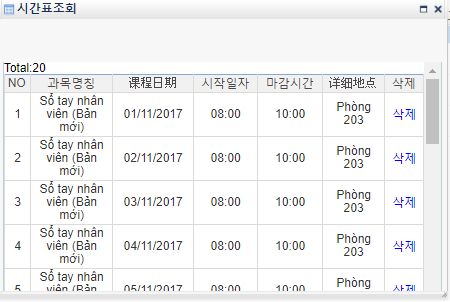 시간표조회
Total:20
NO 과목명칭 课程日期 시작일자 마감시간 详细地点 삭제
1 Sổ tay nhân viên (Bản mới) 01/11/2017 08:00 10:00 Phòng 203 삭제
2 Sổ tay nhân viên (Bản mới) 02/11/2017 08:00 10:00 Phòng 203 삭제
3 Sổ tay nhân viên (Bản mới) 03/11/2017 08:00 10:00 Phòng 203 삭제
4 Sổ tay nhân viên (Bản mới) 04/11/2017 08:00 10:00 Phòng 203 삭제
5 Sổ tay nhân viên (Bản 05/11/2017 08:00 10:00 Phòng 삭제